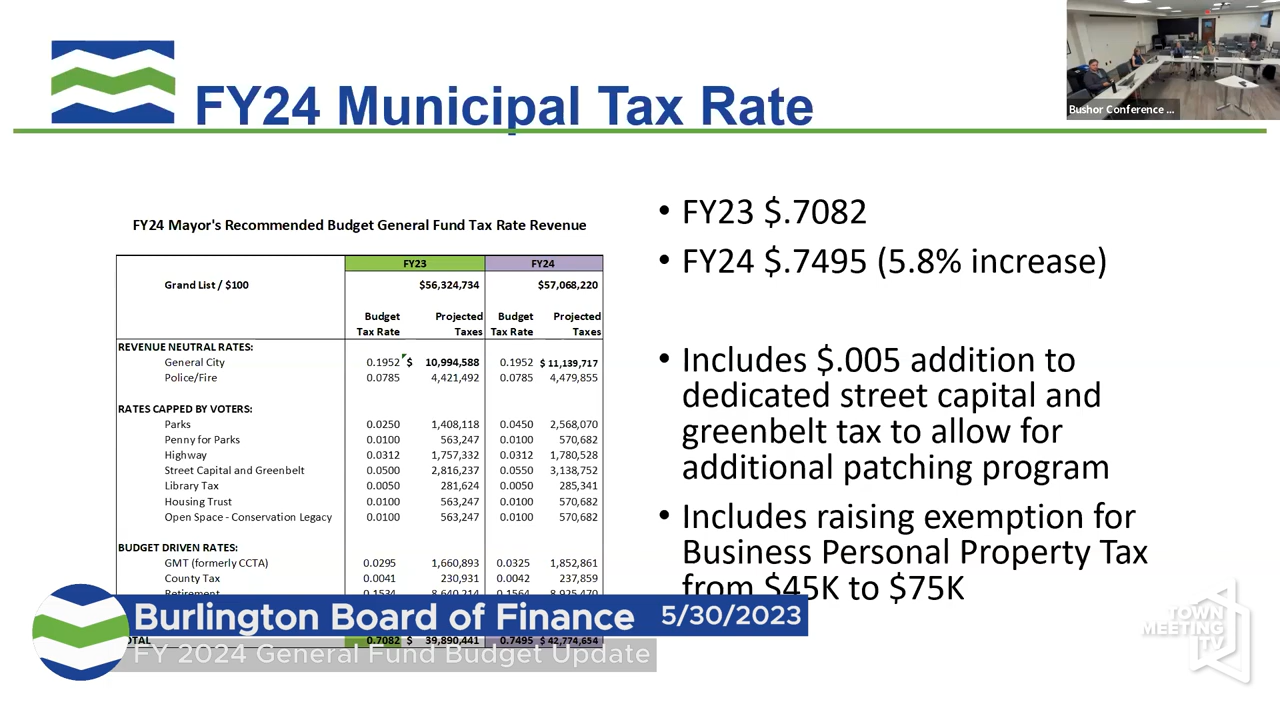 FY24 Municipal Tax Rate
Bushor Conference ...
FY24 Mayor's Recommended Budget General Fund Tax Rate Revenue
FY23 FY24
Grand List / $100 $56,324,734 $57,068,220
Budget Projected Budget Projected
Tax Rate Taxes Tax Rate Taxes
REVENUE NEUTRAL RATES:
General City 0.1952 $ 10,994,588 0.1952 $ 11,139,717
Police/Fire 0.0785 4,421,492 0.0785 4,479,855
RATES CAPPED BY VOTERS:
Parks 0.0250 1,408,118 0.0450 2,568,070
Penny for Parks 0.0100 563,247 0.0100 570,682
Highway 0.0312 1,757,332 0.0312 1,780,528
Street Capital and Greenbelt 0.0500 2,816,237 0.0550 3,138,752
Library Tax 0.0050 281,624 0.0050 285,341
Housing Trust 0.0100 563,247 0.0100 570,682
Open Space - Conservation Legacy 0.0100 563,247 0.0100 570,682
BUDGET DRIVEN RATES:
GMT (formerly CCTA) 0.0295 1,660,893 0.0325 1,852,861
County Tax 0.0041 230,931 0.0042 237,859
Retirement 0.1534 8,640,214 0.1564 8,925,470
0.7082 $ 39,890,441 0.7495 $ 42,774,654
• FY23 $.7082
• FY24 $.7495 (5.8% increase)
• Includes $.005 addition to
dedicated street capital and
greenbelt tax to allow for
additional patching program
• Includes raising exemption for
Business Personal Property Tax
from $45K to $75K
Burlington Board of Finance 5/30/2023
FY 2024 General Fund Budget Update
TOWN
MEETING
TV